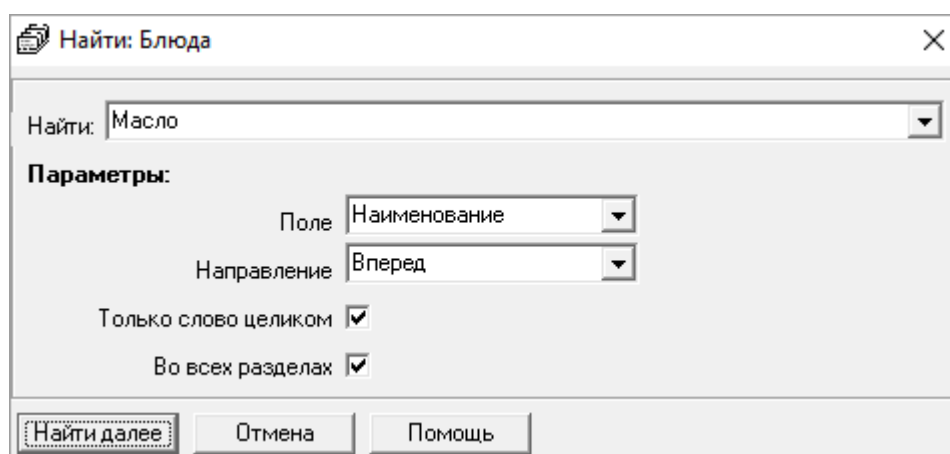 Найти: Блюда
Найти: Масло
Параметры:
Поле Наименование
Направление Вперед
Только слово целиком
Во всех разделах
Найти далее Отмена Помощь